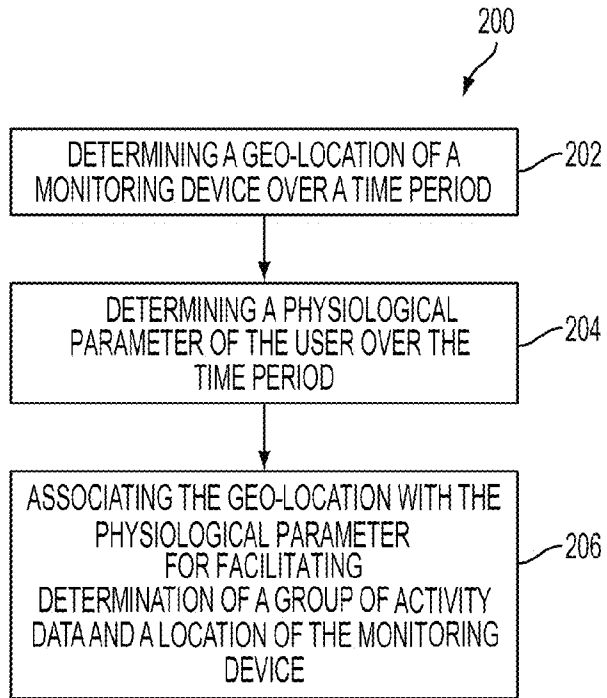 200
DETERMINING A GEO-LOCATION OF A
MONITORING DEVICE OVER A TIME PERIOD
202
DETERMINING A PHYSIOLOGICAL
PARAMETER OF THE USER OVER THE
TIME PERIOD
204
ASSOCIATING THE GEO-LOCATION WITH THE
PHYSIOLOGICAL PARAMETER
FOR FACILITATING
DETERMINATION OF A GROUP OF ACTIVITY
DATA AND A LOCATION OF THE MONITORING
DEVICE
206